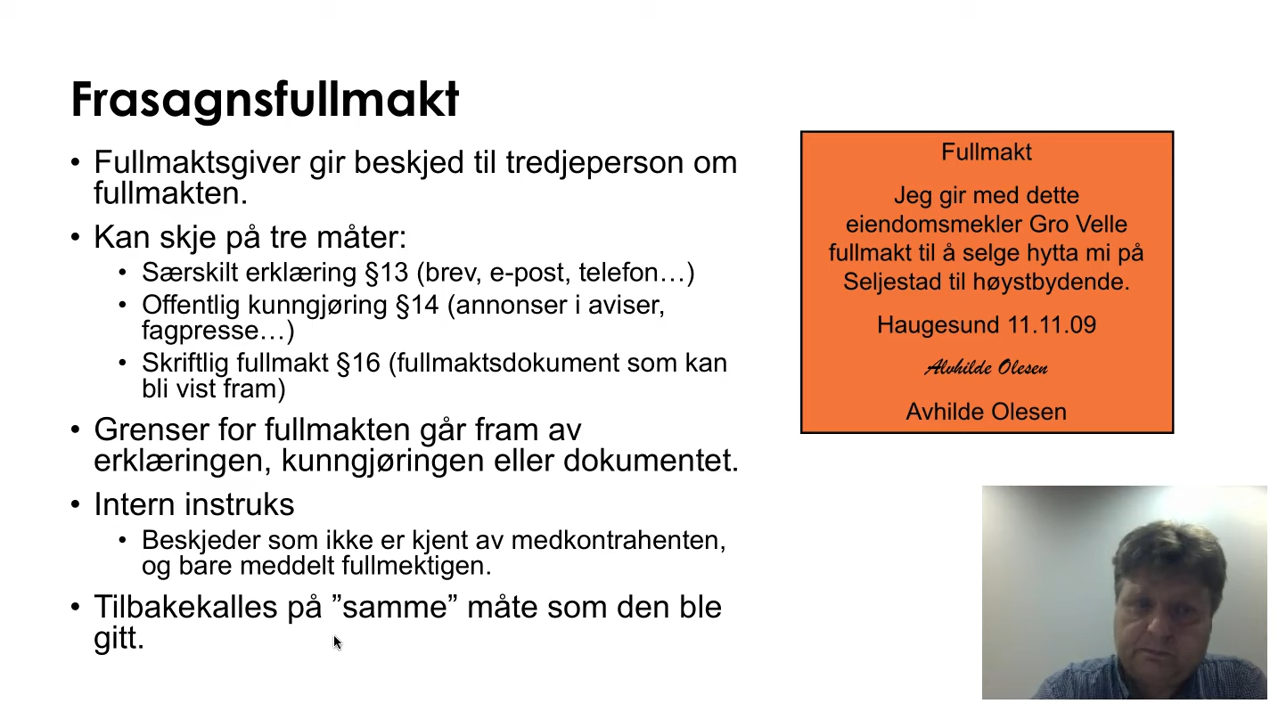 Frasagnsfullmakt
• Fullmaktsgiver gir beskjed til tredjeperson om
fullmakten.
• Kan skje på tre måter:
• Særskilt erklæring §13 (brev, e-post, telefon…)
• Offentlig kunngjøring §14 (annonser i aviser,
fagpresse…)
• Skriftlig fullmakt §16 (fullmaktsdokument som kan
bli vist fram)
• Grenser for fullmakten går fram av
erklæringen, kunngjøringen eller dokumentet.
• Intern instruks
• Beskjeder som ikke er kjent av medkontrahenten,
og bare meddelt fullmektigen.
• Tilbakekalles på ”samme” måte som den ble
gitt.
Fullmakt
Jeg gir med dette
eiendomsmekler Gro Velle
fullmakt til å selge hytta mi på
Seljestad til høystbydende.
Haugesund 11.11.09
Alvhilde Olesen
Avhilde Olesen